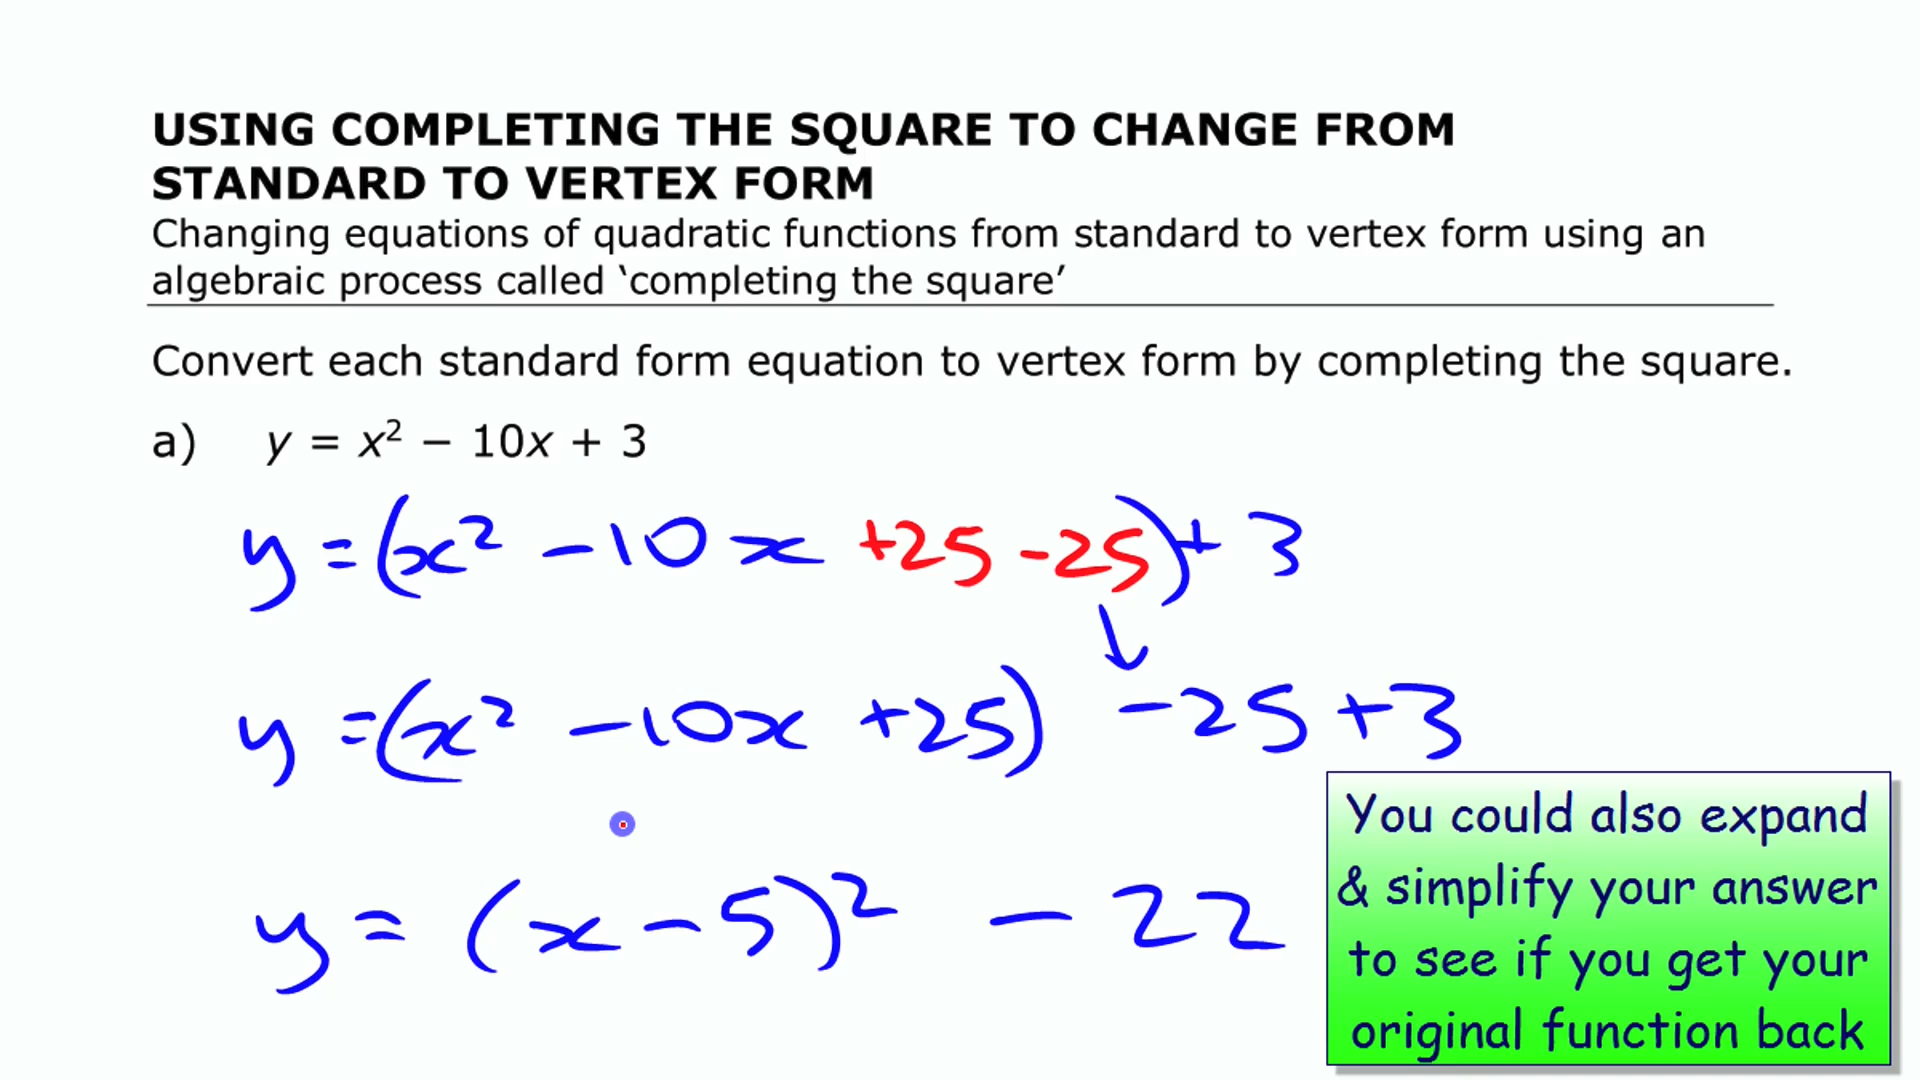 USING COMPLETING THE SQUARE TO CHANGE FROM
STANDARD TO VERTEX FORM
Changing equations of quadratic functions from standard to vertex form using an
algebraic process called ‘completing the square’
Convert each standard form equation to vertex form by completing the square.
a) y = x² − 10x + 3
y = (x² − 10x + 25 − 25) + 3
y = (x² − 10x + 25) − 25 + 3
y = (x − 5)² − 22
You could also expand
& simplify your answer
to see if you get your
original function back